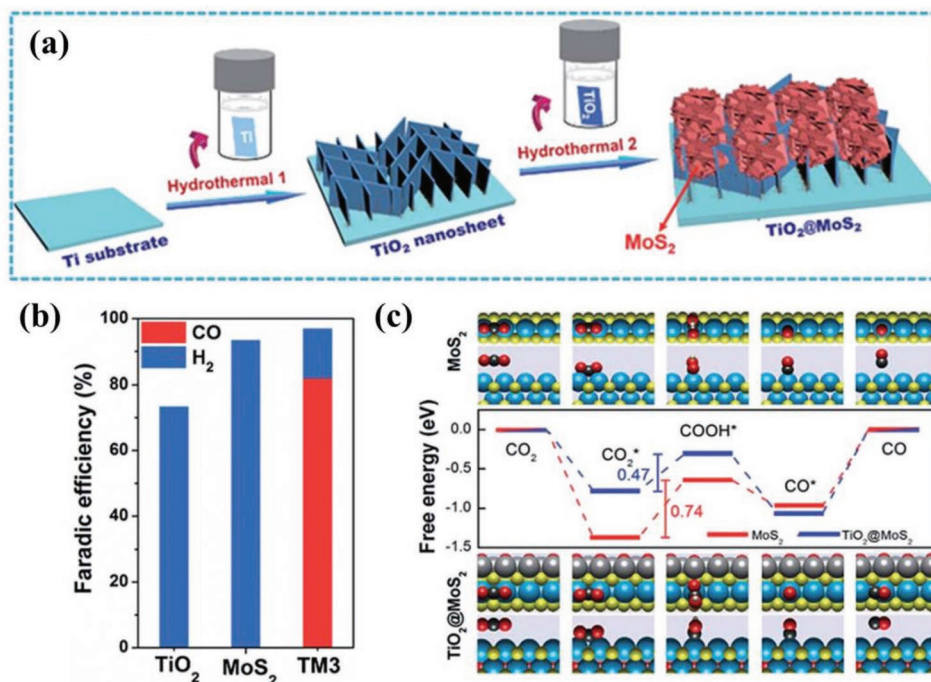 (a)
Ti
TiO2
Hydrothermal 1
Hydrothermal 2
Ti substrate
TiO2 nanosheet
MoS2
TiO2@MoS2
(b)
(c)
100
80
60
40
20
0
Faradic efficiency (%)
CO
H2
TiO2
MoS2
TM3
MoS2
Free energy (eV)
0.0
-0.5
-1.0
-1.5
CO2
CO2*
COOH*
CO*
CO
0.47
0.74
MoS2
TiO2@MoS2
TiO2@MoS2